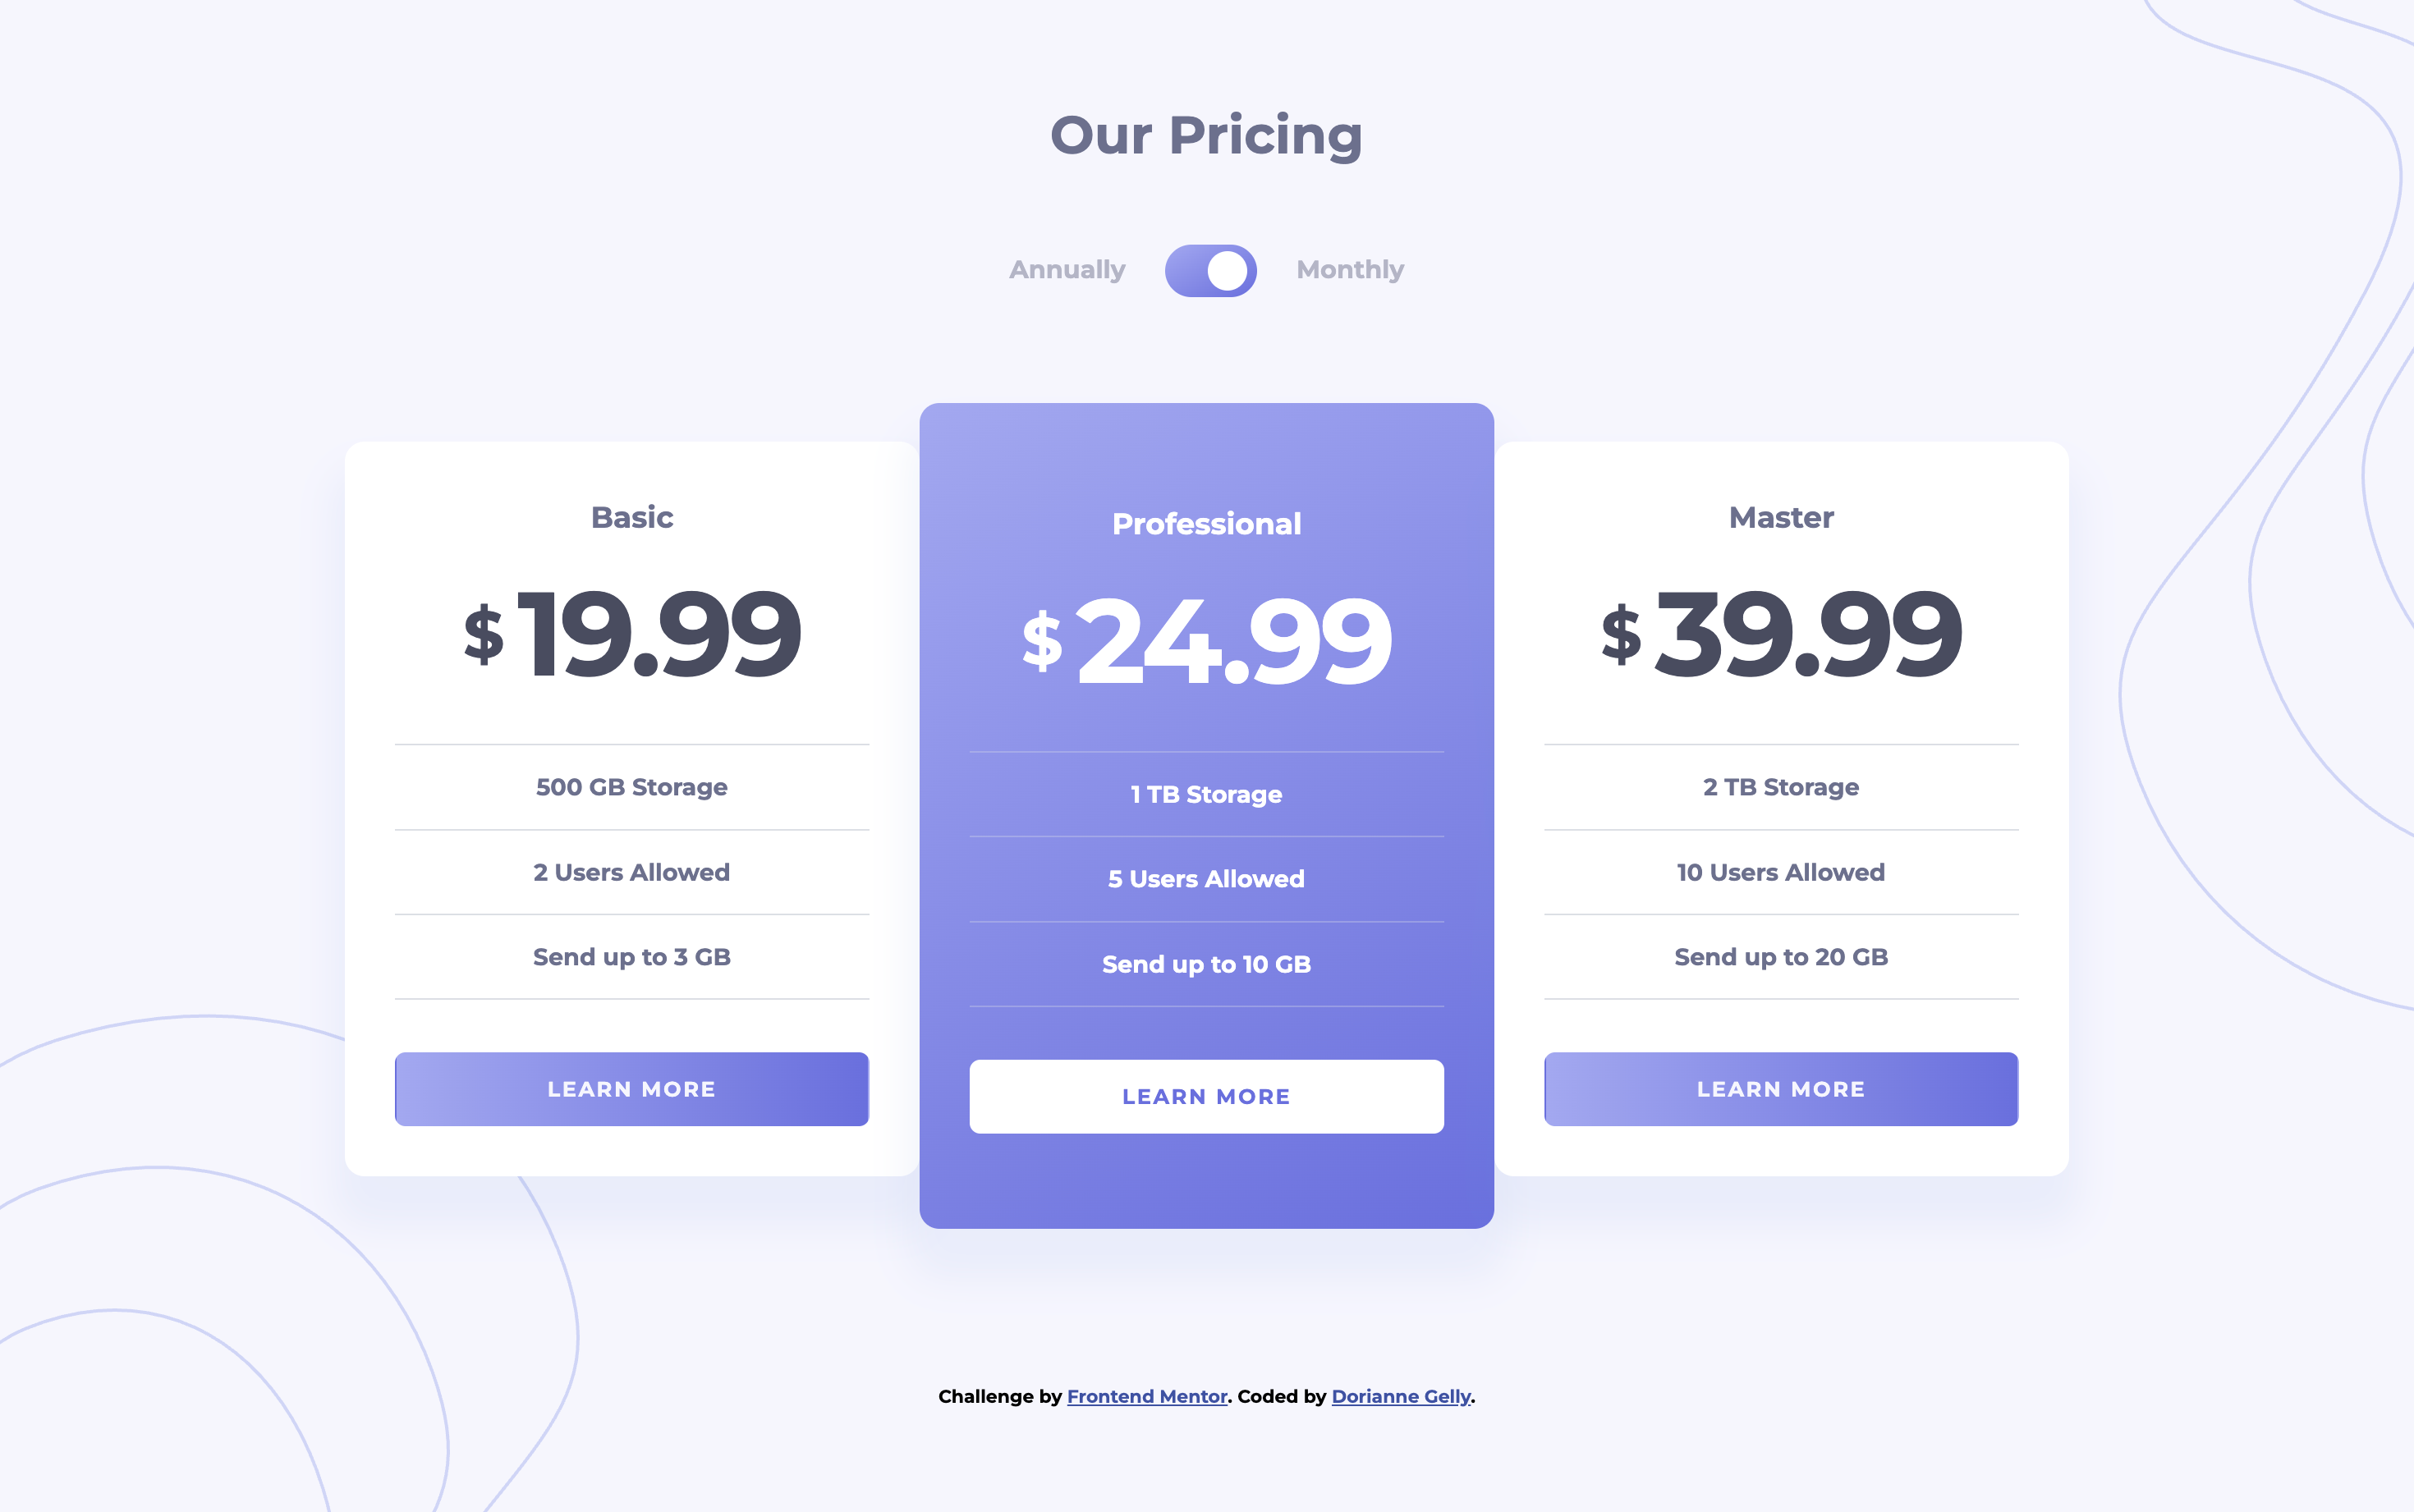 Our Pricing
Annually Monthly
Basic
$19.99
500 GB Storage
2 Users Allowed
Send up to 3 GB
LEARN MORE
Professional
$24.99
1 TB Storage
5 Users Allowed
Send up to 10 GB
LEARN MORE
Master
$39.99
2 TB Storage
10 Users Allowed
Send up to 20 GB
LEARN MORE
Challenge by Frontend Mentor. Coded by Dorianne Gelly.